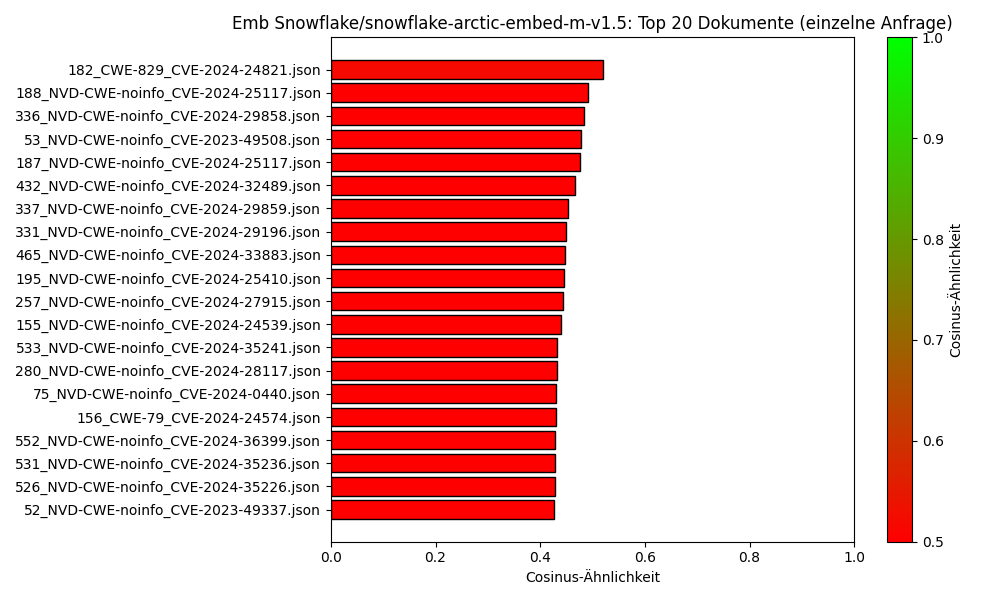 Emb Snowflake/snowflake-arctic-embed-m-v1.5: Top 20 Dokumente (einzelne Anfrage)
182_CWE-829_CVE-2024-24821.json
188_NVD-CWE-noinfo_CVE-2024-25117.json
336_NVD-CWE-noinfo_CVE-2024-29858.json
53_NVD-CWE-noinfo_CVE-2023-49508.json
187_NVD-CWE-noinfo_CVE-2024-25117.json
432_NVD-CWE-noinfo_CVE-2024-32489.json
337_NVD-CWE-noinfo_CVE-2024-29859.json
331_NVD-CWE-noinfo_CVE-2024-29196.json
465_NVD-CWE-noinfo_CVE-2024-33883.json
195_NVD-CWE-noinfo_CVE-2024-25410.json
257_NVD-CWE-noinfo_CVE-2024-27915.json
155_NVD-CWE-noinfo_CVE-2024-24539.json
533_NVD-CWE-noinfo_CVE-2024-35241.json
280_NVD-CWE-noinfo_CVE-2024-28117.json
75_NVD-CWE-noinfo_CVE-2024-0440.json
156_CWE-79_CVE-2024-24574.json
552_NVD-CWE-noinfo_CVE-2024-36399.json
531_NVD-CWE-noinfo_CVE-2024-35236.json
526_NVD-CWE-noinfo_CVE-2024-35226.json
52_NVD-CWE-noinfo_CVE-2023-49337.json
0.0 0.2 0.4 0.6 0.8 1.0
Cosinus-Ähnlichkeit
1.0
0.9
0.8
0.7
0.6
0.5
Cosinus-Ähnlichkeit